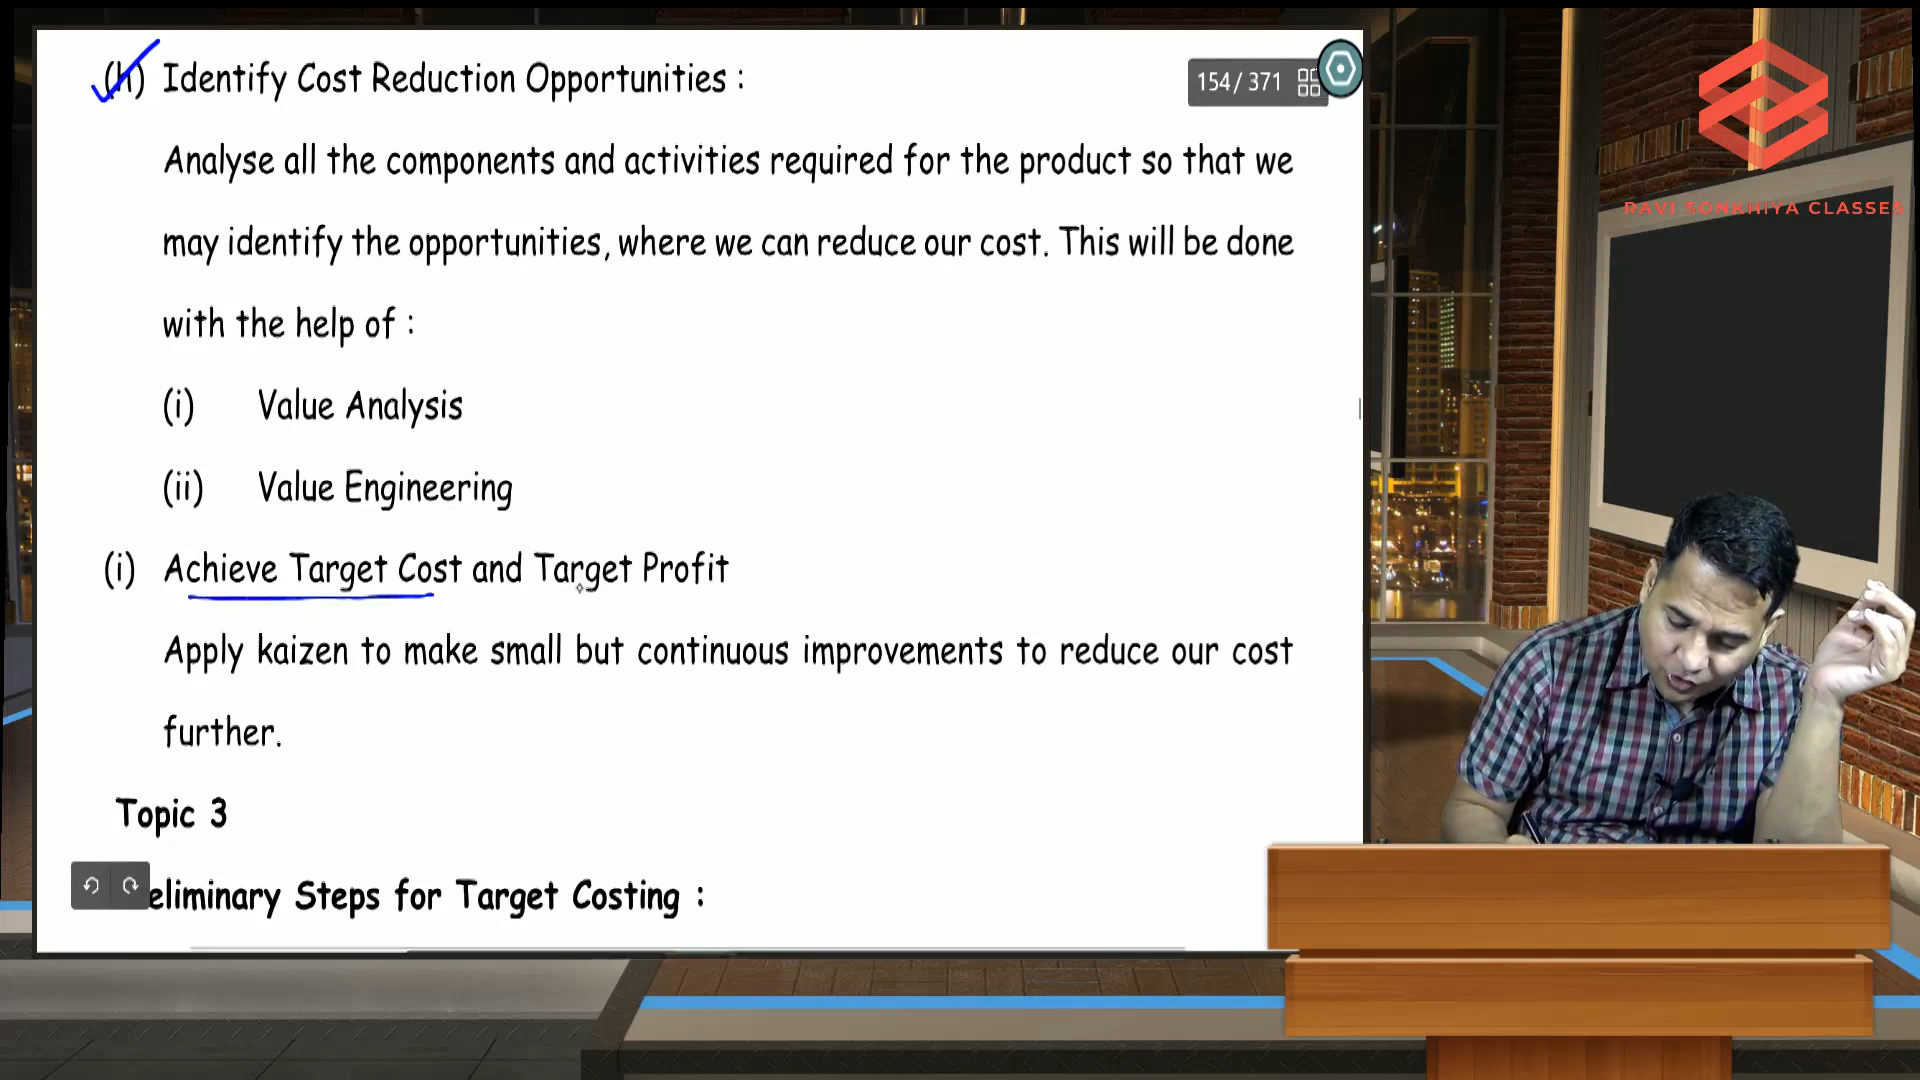 (h) Identify Cost Reduction Opportunities :
154 / 371
Analyse all the components and activities required for the product so that we
may identify the opportunities, where we can reduce our cost. This will be done
with the help of :
(i) Value Analysis
(ii) Value Engineering
(i) Achieve Target Cost and Target Profit
Apply kaizen to make small but continuous improvements to reduce our cost
further.
Topic 3
eliminary Steps for Target Costing :
RAVI SONKHIYA CLASSES